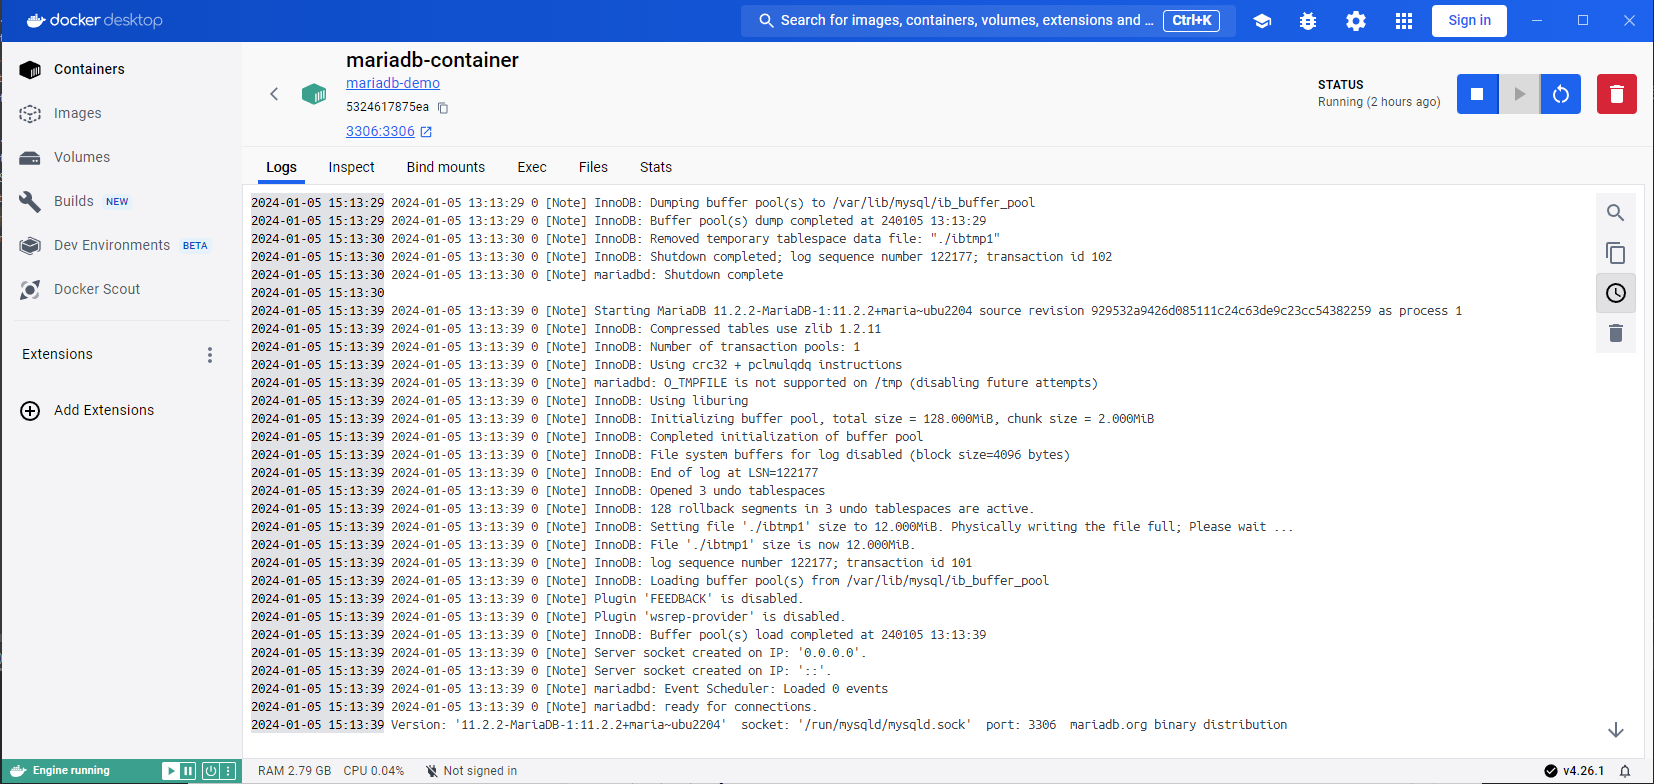 docker desktop
Search for images, containers, volumes, extensions and ... Ctrl+K
Sign in
Containers
Images
Volumes
Builds NEW
Dev Environments BETA
Docker Scout
Extensions
Add Extensions
mariadb-container
mariadb-demo
5324617875ea
3306:3306
STATUS
Running (2 hours ago)
Logs Inspect Bind mounts Exec Files Stats
2024-01-05 15:13:29 2024-01-05 13:13:29 0 [Note] InnoDB: Dumping buffer pool(s) to /var/lib/mysql/ib_buffer_pool
2024-01-05 15:13:29 2024-01-05 13:13:29 0 [Note] InnoDB: Buffer pool(s) dump completed at 240105 13:13:29
2024-01-05 15:13:30 2024-01-05 13:13:30 0 [Note] InnoDB: Removed temporary tablespace data file: "./ibtmp1"
2024-01-05 15:13:30 2024-01-05 13:13:30 0 [Note] InnoDB: Shutdown completed; log sequence number 122177; transaction id 102
2024-01-05 15:13:30 2024-01-05 13:13:30 0 [Note] mariadbd: Shutdown complete
2024-01-05 15:13:30
2024-01-05 15:13:39 2024-01-05 13:13:39 0 [Note] Starting MariaDB 11.2.2-MariaDB-1:11.2.2+maria~ubu2204 source revision 929532a9426d085111c24c63de9c23cc54382259 as process 1
2024-01-05 15:13:39 2024-01-05 13:13:39 0 [Note] InnoDB: Compressed tables use zlib 1.2.11
2024-01-05 15:13:39 2024-01-05 13:13:39 0 [Note] InnoDB: Number of transaction pools: 1
2024-01-05 15:13:39 2024-01-05 13:13:39 0 [Note] InnoDB: Using crc32 + pclmulqdq instructions
2024-01-05 15:13:39 2024-01-05 13:13:39 0 [Note] mariadbd: O_TMPFILE is not supported on /tmp (disabling future attempts)
2024-01-05 15:13:39 2024-01-05 13:13:39 0 [Note] InnoDB: Using liburing
2024-01-05 15:13:39 2024-01-05 13:13:39 0 [Note] InnoDB: Initializing buffer pool, total size = 128.000MiB, chunk size = 2.000MiB
2024-01-05 15:13:39 2024-01-05 13:13:39 0 [Note] InnoDB: Completed initialization of buffer pool
2024-01-05 15:13:39 2024-01-05 13:13:39 0 [Note] InnoDB: File system buffers for log disabled (block size=4096 bytes)
2024-01-05 15:13:39 2024-01-05 13:13:39 0 [Note] InnoDB: End of log at LSN=122177
2024-01-05 15:13:39 2024-01-05 13:13:39 0 [Note] InnoDB: Opened 3 undo tablespaces
2024-01-05 15:13:39 2024-01-05 13:13:39 0 [Note] InnoDB: 128 rollback segments in 3 undo tablespaces are active.
2024-01-05 15:13:39 2024-01-05 13:13:39 0 [Note] InnoDB: Setting file './ibtmp1' size to 12.000MiB. Physically writing the file full; Please wait ...
2024-01-05 15:13:39 2024-01-05 13:13:39 0 [Note] InnoDB: File './ibtmp1' size is now 12.000MiB.
2024-01-05 15:13:39 2024-01-05 13:13:39 0 [Note] InnoDB: log sequence number 122177; transaction id 101
2024-01-05 15:13:39 2024-01-05 13:13:39 0 [Note] InnoDB: Loading buffer pool(s) from /var/lib/mysql/ib_buffer_pool
2024-01-05 15:13:39 2024-01-05 13:13:39 0 [Note] Plugin 'FEEDBACK' is disabled.
2024-01-05 15:13:39 2024-01-05 13:13:39 0 [Note] Plugin 'wsrep-provider' is disabled.
2024-01-05 15:13:39 2024-01-05 13:13:39 0 [Note] InnoDB: Buffer pool(s) load completed at 240105 13:13:39
2024-01-05 15:13:39 2024-01-05 13:13:39 0 [Note] Server socket created on IP: '0.0.0.0'.
2024-01-05 15:13:39 2024-01-05 13:13:39 0 [Note] Server socket created on IP: '::'.
2024-01-05 15:13:39 2024-01-05 13:13:39 0 [Note] mariadbd: Event Scheduler: Loaded 0 events
2024-01-05 15:13:39 2024-01-05 13:13:39 0 [Note] mariadbd: ready for connections.
2024-01-05 15:13:39 Version: '11.2.2-MariaDB-1:11.2.2+maria~ubu2204'  socket: '/run/mysqld/mysqld.sock'  port: 3306  mariadb.org binary distribution
Engine running
RAM 2.79 GB CPU 0.04% Not signed in
v4.26.1